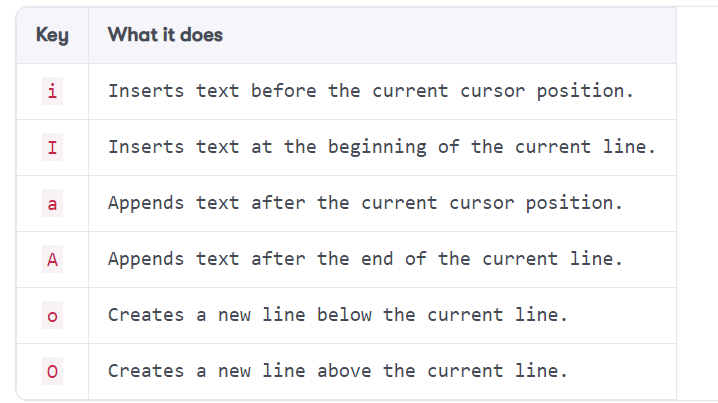 Key What it does
i Inserts text before the current cursor position.
I Inserts text at the beginning of the current line.
a Appends text after the current cursor position.
A Appends text after the end of the current line.
o Creates a new line below the current line.
O Creates a new line above the current line.